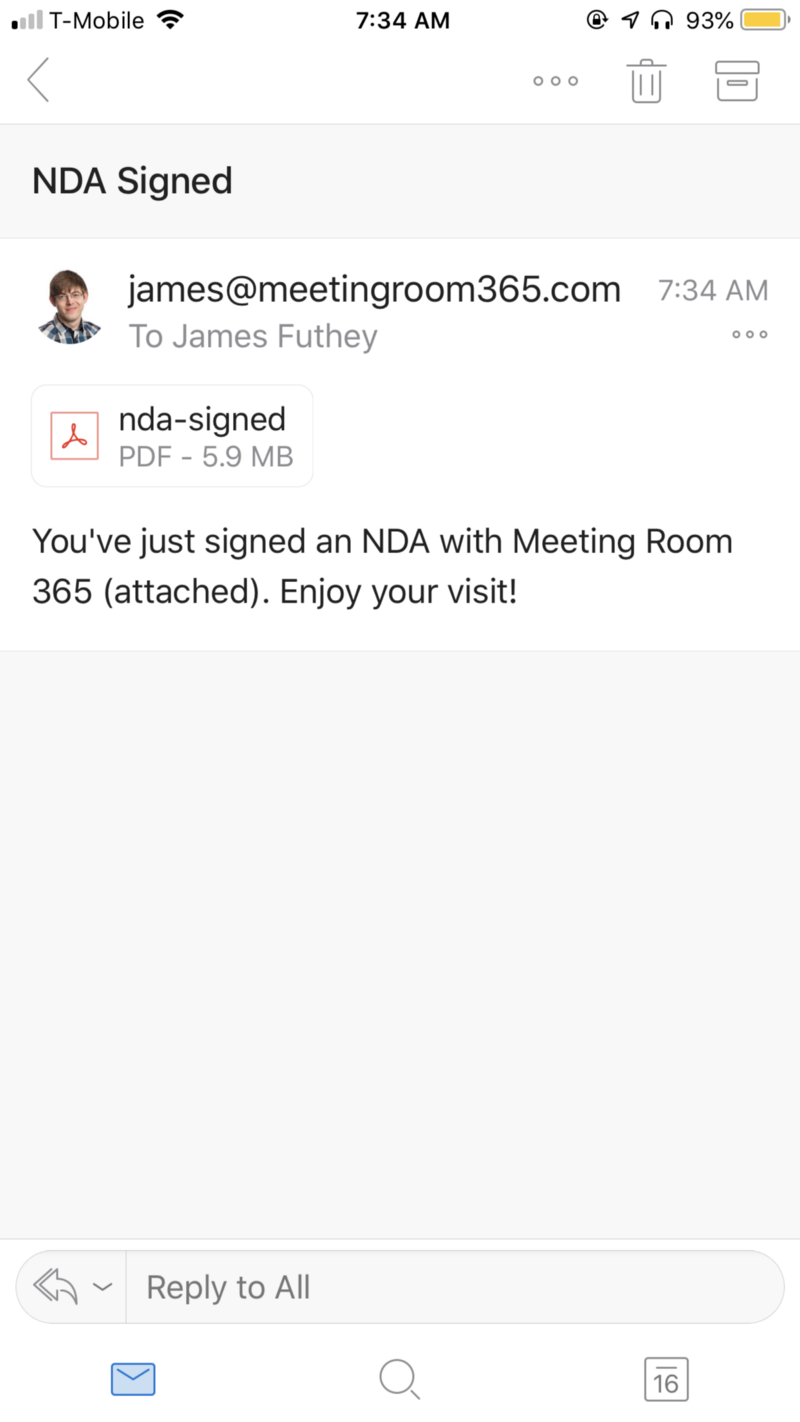 T-Mobile 7:34 AM 93%
NDA Signed
james@meetingroom365.com 7:34 AM
To James Futhey
nda-signed
PDF - 5.9 MB
You've just signed an NDA with Meeting Room
365 (attached). Enjoy your visit!
Reply to All
16